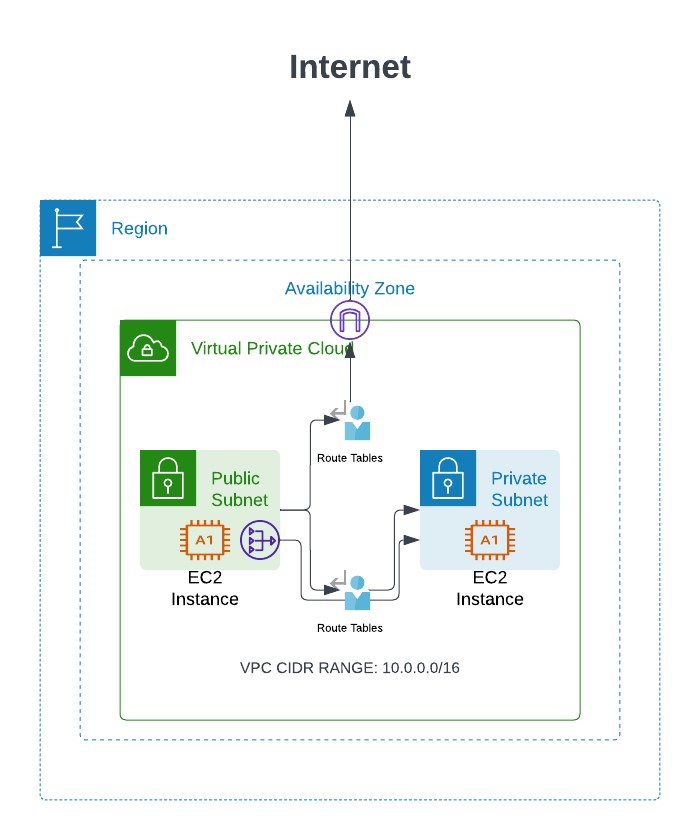 Internet
Region
Availability Zone
Virtual Private Cloud
Route Tables
Public
Subnet
Private
Subnet
A1
A1
EC2
Instance
EC2
Instance
Route Tables
VPC CIDR RANGE: 10.0.0.0/16